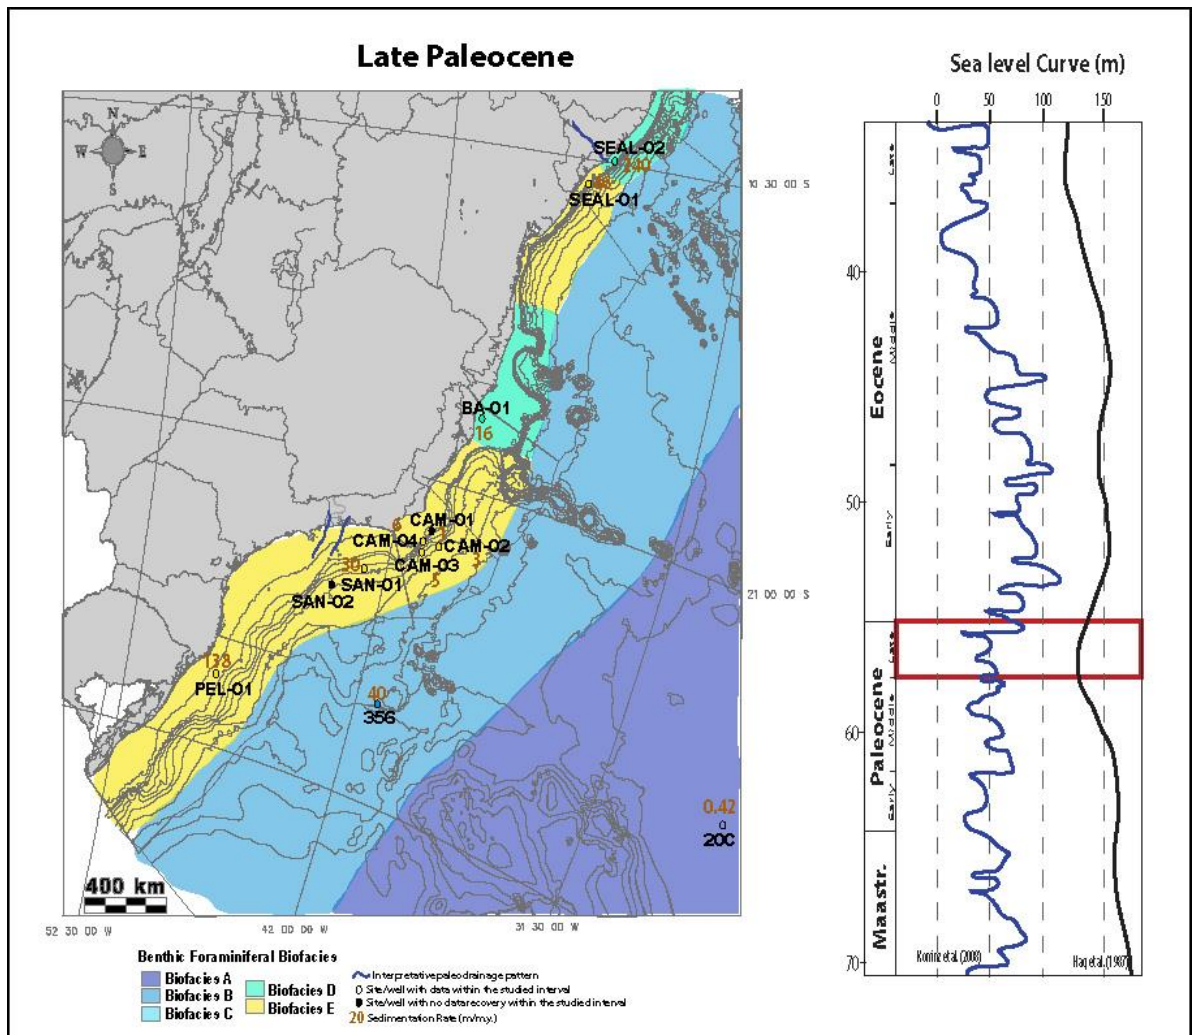 Late Paleocene
Sea level Curve (m)
0 50 100 150
N
W E
S
SEAL-02
140
SEAL-01
10 30 00 S
BA-01
16
6
CAM-01
CAM-04
CAM-02
CAM-03
3
5
30
SAN-01
SAN-02
21 00 00 S
138
PEL-01
40
356
0.42
20C
400 km
52 30 00 W
42 00 00 W
31 30 00 W
Late
40
Eocene
Middle
50
Early
Late
Paleocene
Middle
60
Early
Maastr.
70
Kominz et al. (2008)
Haq et al. (1987)
Benthic Foraminiferal Biofacies
Biofacies A
Biofacies B
Biofacies C
Biofacies D
Biofacies E
Interpretative paleodrainage pattern
Site/well with data within the studied interval
Site/well with no data recovery within the studied interval
20 Sedimentation Rate (m/m.y.)